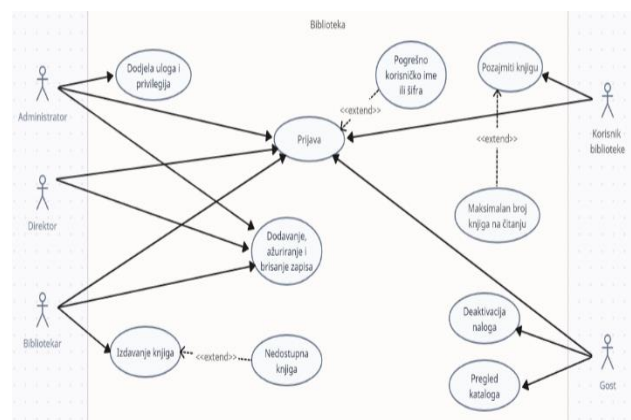 Biblioteka
Dodjela uloga i
privilegija
Pogrešno
korisničko ime
ili šifra
Pozajmiti knjigu
Administrator
<<extend>>
Prijava
<<extend>>
Korisnik
biblioteke
Maksimalan broj
knjiga na čitanju
Direktor
Dodavanje,
ažuriranje i
brisanje zapisa
Deaktivacija
naloga
Bibliotekar
Izdavanje knjiga
<<extend>>
Nedostupna
knjiga
Pregled
kataloga
Gost